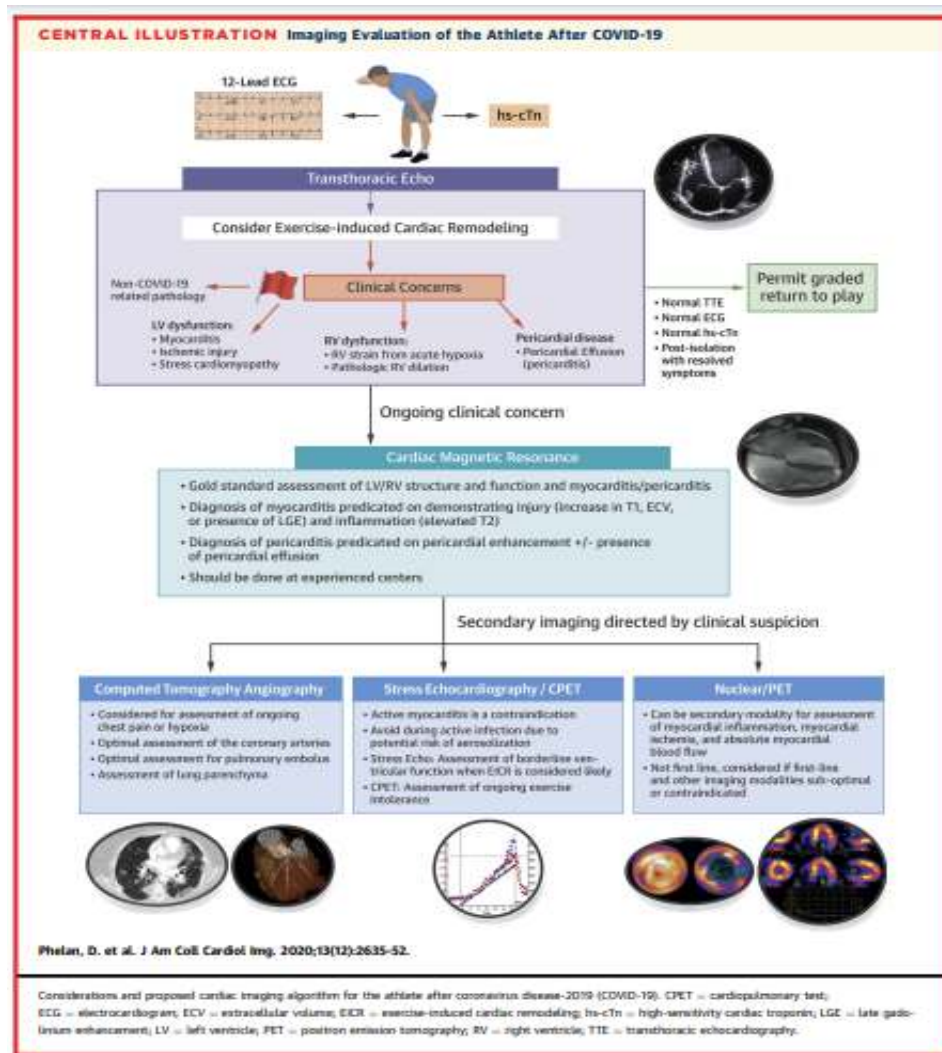 CENTRAL ILLUSTRATION Imaging Evaluation of the Athlete After COVID-19
12-Lead ECG
hs-cTn
Transthoracic Echo
Consider Exercise-Induced Cardiac Remodeling
Clinical Concerns
Non-COVID-19
related pathology
LV dysfunction:
• Myocarditis
• Ischemic injury
• Stress cardiomyopathy
RV dysfunction:
• RV strain from acute hypoxia
• Pathologic RV dilation
Pericardial disease
• Pericardial Effusion
(pericarditis)
• Normal TTE
• Normal ECG
• Normal hs-cTn
• Post-isolation
with resolved
symptoms
Permit graded
return to play
Ongoing clinical concern
Cardiac Magnetic Resonance
• Gold standard assessment of LV/RV structure and function and myocarditis/pericarditis
• Diagnosis of myocarditis predicated on demonstrating injury (increase in T1, ECV,
or presence of LGE) and inflammation (elevated T2)
• Diagnosis of pericarditis predicated on pericardial enhancement +/- presence
of pericardial effusion
• Should be done at experienced centers
Secondary imaging directed by clinical suspicion
Computed Tomography Angiography
• Considered for assessment of ongoing
chest pain or hypoxia
• Optimal assessment of the coronary arteries
• Optimal assessment for pulmonary embolus
• Assessment of lung parenchyma
Stress Echocardiography / CPET
• Active myocarditis is a contraindication
• Avoid during active infection due to
potential risk of aerosolization
• Stress Echo: Assessment of borderline ven-
tricular function when EICR is considered likely
• CPET: Assessment of ongoing exercise
intolerance
Nuclear/PET
• Can be secondary modality for assessment
of myocardial inflammation, myocardial
ischemia, and absolute myocardial
blood flow
• Not first line, considered if first-line
and other imaging modalities sub-optimal
or contraindicated
Phelan, D. et al. J Am Coll Cardiol Img. 2020;13(12):2635-52.
Considerations and proposed cardiac imaging algorithm for the athlete after coronavirus disease-2019 (COVID-19). CPET = cardiopulmonary test;
ECG = electrocardiogram; ECV = extracellular volume; EICR = exercise-induced cardiac remodeling; hs-cTn = high-sensitivity cardiac troponin; LGE = late gado-
linium enhancement; LV = left ventricle; PET = positron emission tomography; RV = right ventricle; TTE = transthoracic echocardiography.